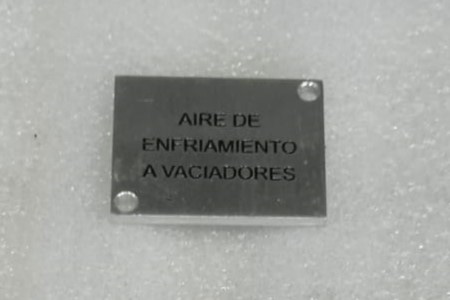 AIRE DE
ENFRIAMIENTO
A VACIADORES